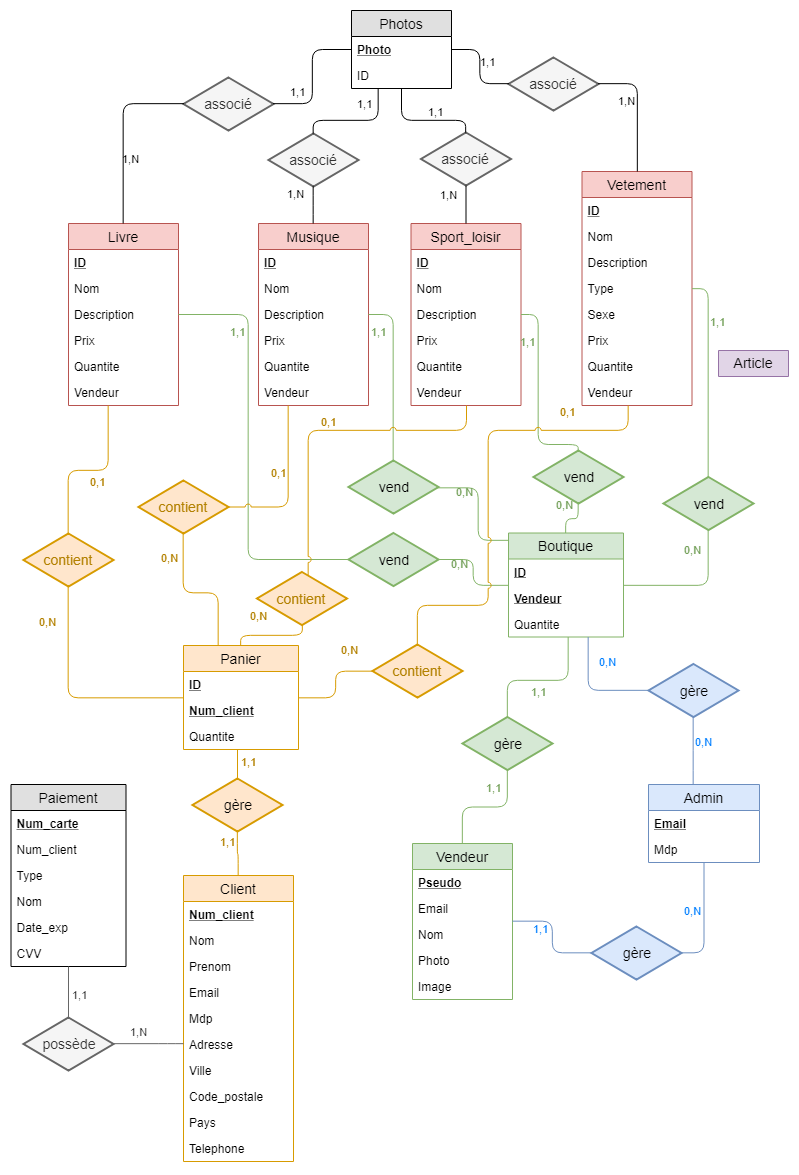 Photos
Photo
ID
associé
1,1
1,N
associé
1,1
1,N
associé
1,1
1,N
associé
1,1
1,N
Livre
ID
Nom
Description
Prix
Quantite
Vendeur
Musique
ID
Nom
Description
Prix
Quantite
Vendeur
Sport_loisir
ID
Nom
Description
Prix
Quantite
Vendeur
Vetement
ID
Nom
Description
Type
Sexe
Prix
Quantite
Vendeur
Article
1,1
1,1
1,1
1,1
0,1
0,1
0,1
0,1
contient
contient
contient
contient
0,N
0,N
0,N
0,N
vend
vend
vend
vend
0,N
0,N
0,N
0,N
Boutique
ID
Vendeur
Quantite
Panier
ID
Num_client
Quantite
1,1
gère
1,1
1,1
gère
1,1
0,N
gère
0,N
Admin
Email
Mdp
0,N
gère
1,1
Vendeur
Pseudo
Email
Nom
Photo
Image
Paiement
Num_carte
Num_client
Type
Nom
Date_exp
CVV
1,1
possède
1,N
Client
Num_client
Nom
Prenom
Email
Mdp
Adresse
Ville
Code_postale
Pays
Telephone